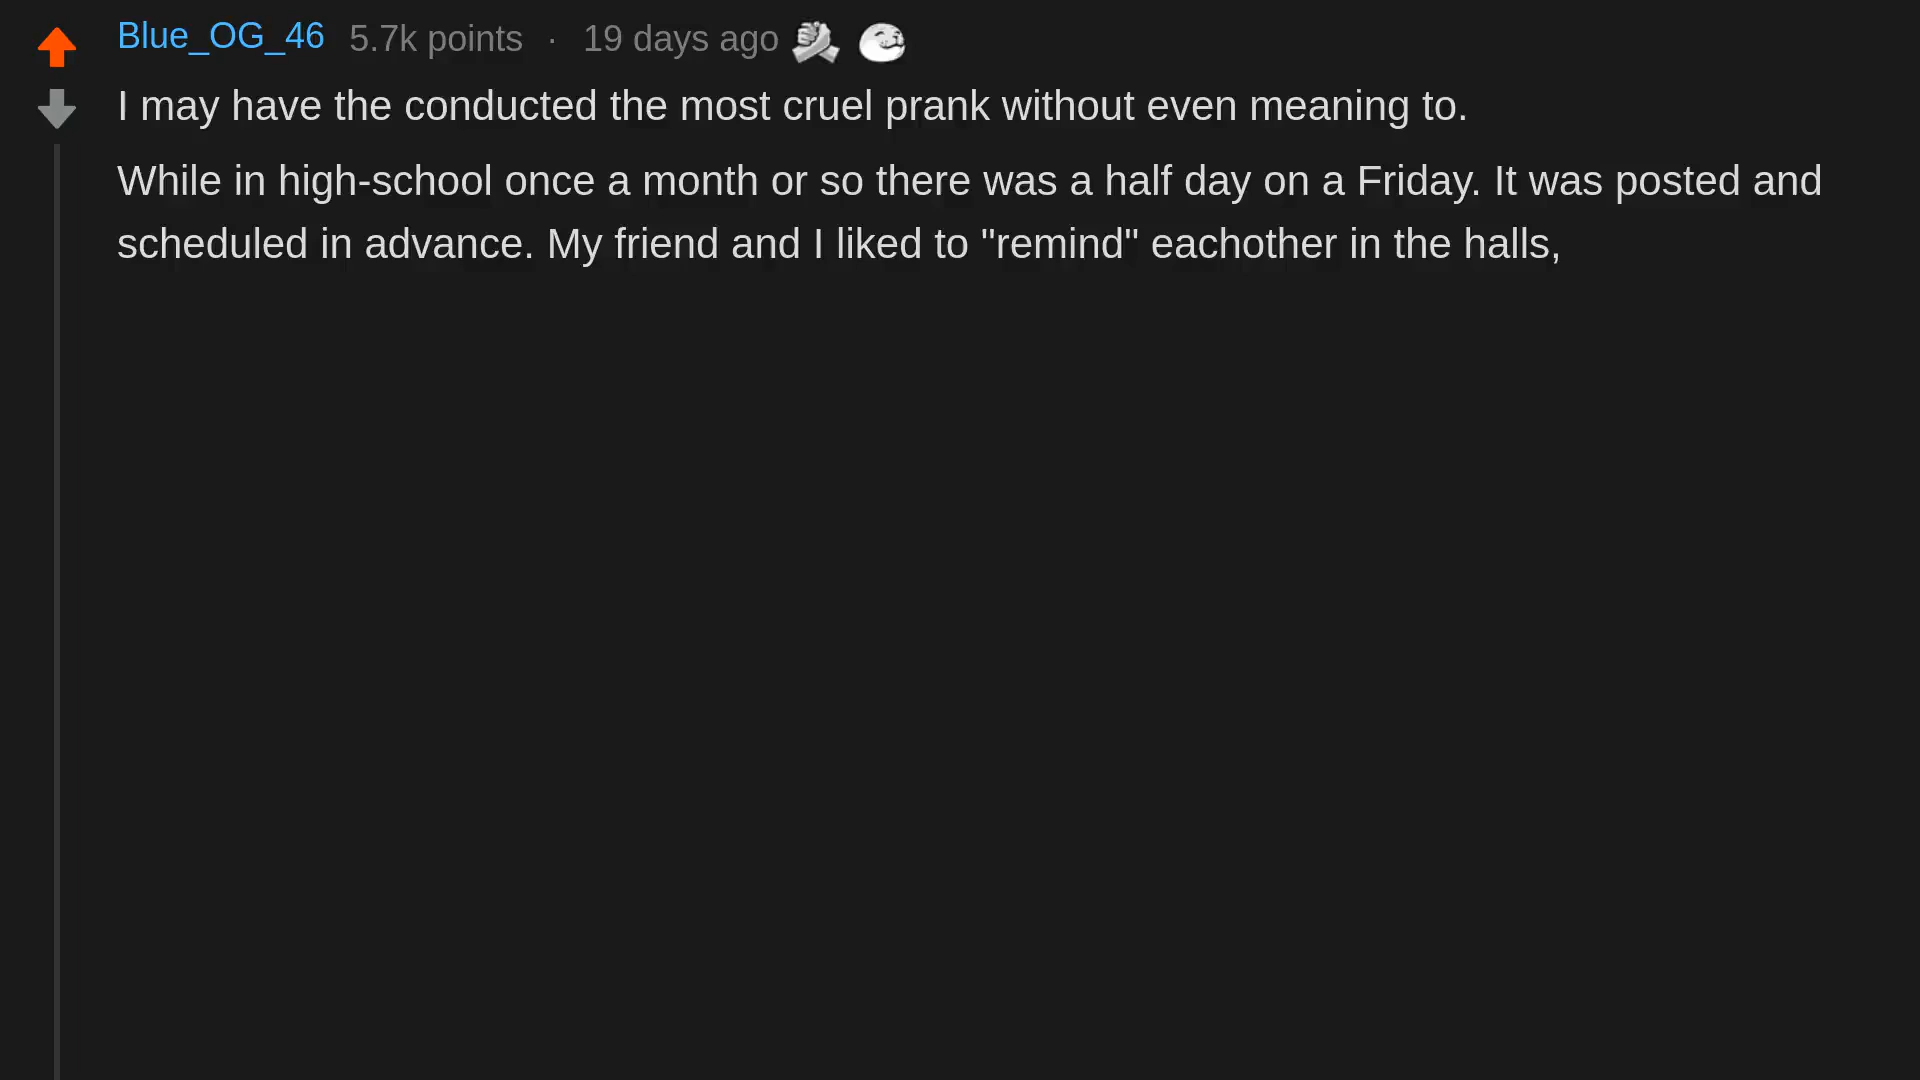 Blue_OG_46 5.7k points · 19 days ago
I may have the conducted the most cruel prank without even meaning to.
While in high-school once a month or so there was a half day on a Friday. It was posted and
scheduled in advance. My friend and I liked to "remind" eachother in the halls,